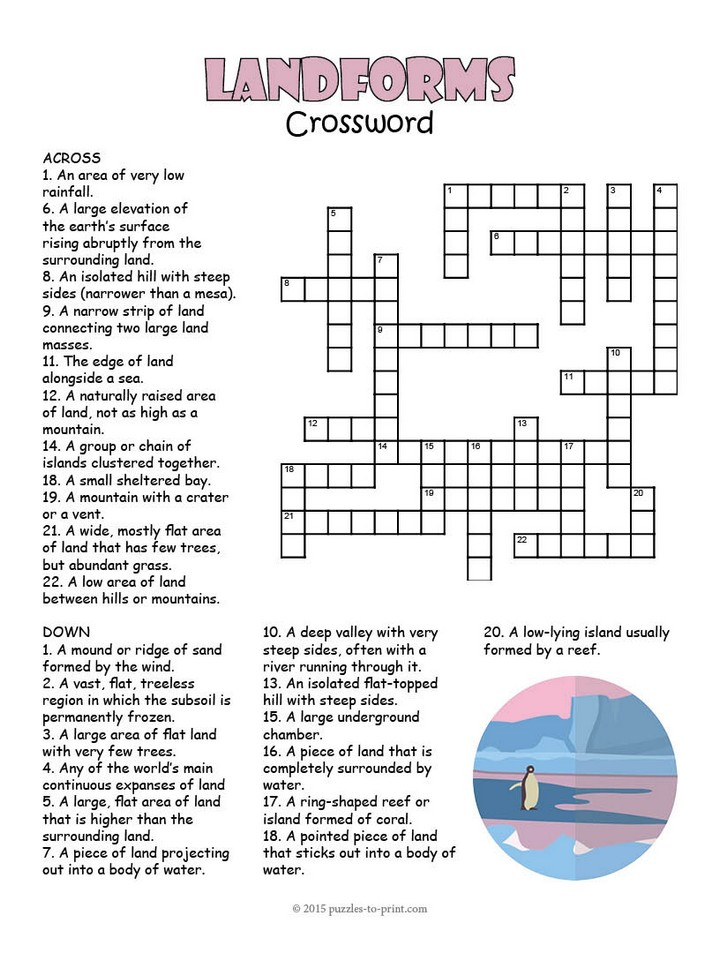 LANDFORMS
Crossword
ACROSS
1. An area of very low
rainfall.
6. A large elevation of
the earth's surface
rising abruptly from the
surrounding land.
8. An isolated hill with steep
sides (narrower than a mesa).
9. A narrow strip of land
connecting two large land
masses.
11. The edge of land
alongside a sea.
12. A naturally raised area
of land, not as high as a
mountain.
14. A group or chain of
islands clustered together.
18. A small sheltered bay.
19. A mountain with a crater
or a vent.
21. A wide, mostly flat area
of land that has few trees,
but abundant grass.
22. A low area of land
between hills or mountains.
1 2 3 4
5
6
7
8
9
10
11
12 13
14 15 16 17
18
19 20
21
22
DOWN
1. A mound or ridge of sand
formed by the wind.
2. A vast, flat, treeless
region in which the subsoil is
permanently frozen.
3. A large area of flat land
with very few trees.
4. Any of the world's main
continuous expanses of land
5. A large, flat area of land
that is higher than the
surrounding land.
7. A piece of land projecting
out into a body of water.
10. A deep valley with very
steep sides, often with a
river running through it.
13. An isolated flat-topped
hill with steep sides.
15. A large underground
chamber.
16. A piece of land that is
completely surrounded by
water.
17. A ring-shaped reef or
island formed of coral.
18. A pointed piece of land
that sticks out into a body of
water.
20. A low-lying island usually
formed by a reef.
© 2015 puzzles-to-print.com